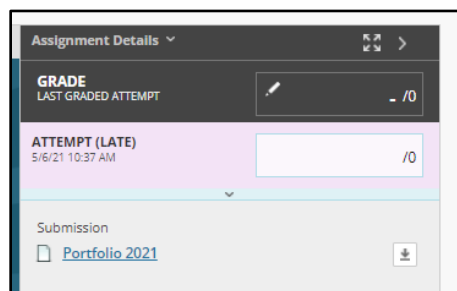 Assignment Details
GRADE
LAST GRADED ATTEMPT
- /0
ATTEMPT (LATE)
5/6/21 10:37 AM
/0
Submission
Portfolio 2021